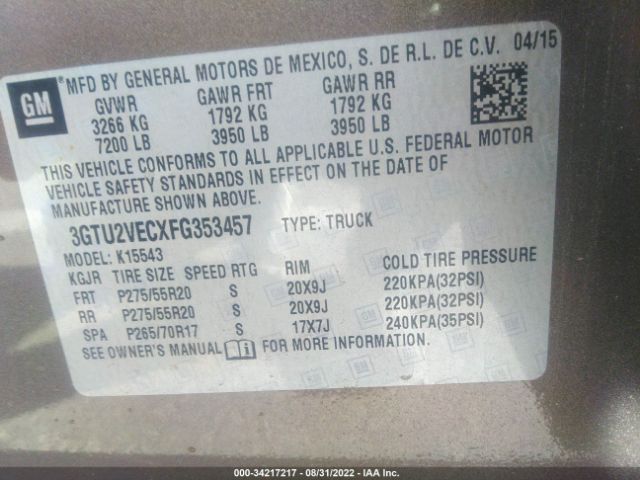 MFD BY GENERAL MOTORS DE MEXICO, S. DE R.L. DE C.V. 04/15
GM
GVWR GAWR FRT GAWR RR
3266 KG 1792 KG 1792 KG
7200 LB 3950 LB 3950 LB
THIS VEHICLE CONFORMS TO ALL APPLICABLE U.S. FEDERAL MOTOR
VEHICLE SAFETY STANDARDS IN EFFECT ON THE DATE OF
MANUFACTURE SHOWN ABOVE.
3GTU2VECXFG353457 TYPE: TRUCK
MODEL: K15543
KGJR TIRE SIZE SPEED RTG RIM COLD TIRE PRESSURE
FRT P275/55R20 S 20X9J 220KPA(32PSI)
RR P275/55R20 S 20X9J 220KPA(32PSI)
SPA P265/70R17 S 17X7J 240KPA(35PSI)
SEE OWNER'S MANUAL FOR MORE INFORMATION.
000-34217217 - 08/31/2022 - IAA Inc.